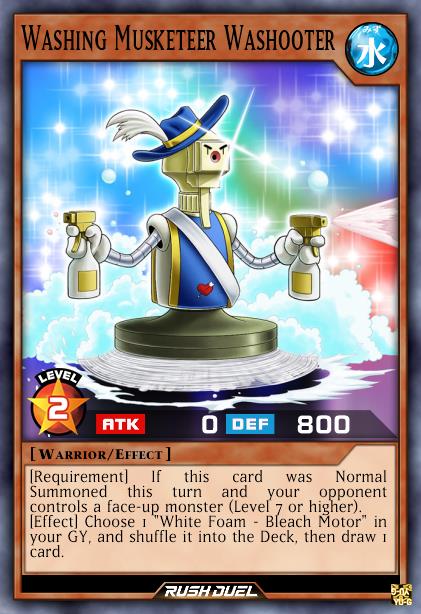 WASHING MUSKETEER WASHOOTER
みず
水
LEVEL
2
ATK 0 DEF 800
[WARRIOR/EFFECT]
[Requirement] If this card was Normal
Summoned this turn and your opponent
controls a face-up monster (Level 7 or higher).
[Effect] Choose 1 "White Foam - Bleach Motor" in
your GY, and shuffle it into the Deck, then draw 1
card.
RUSH DUEL